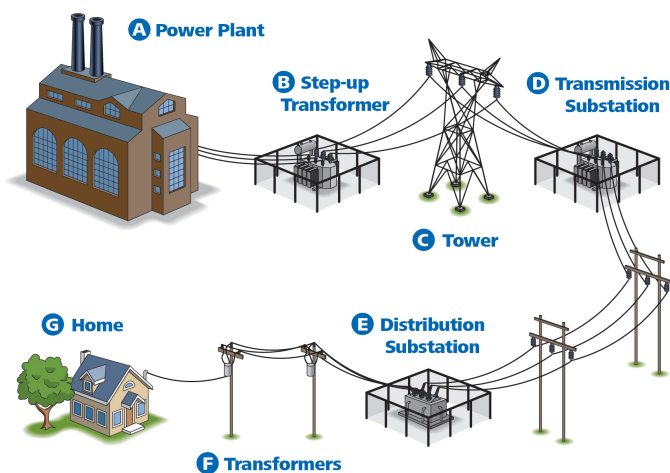 A Power Plant
B Step-up
Transformer
D Transmission
Substation
C Tower
G Home
E Distribution
Substation
F Transformers